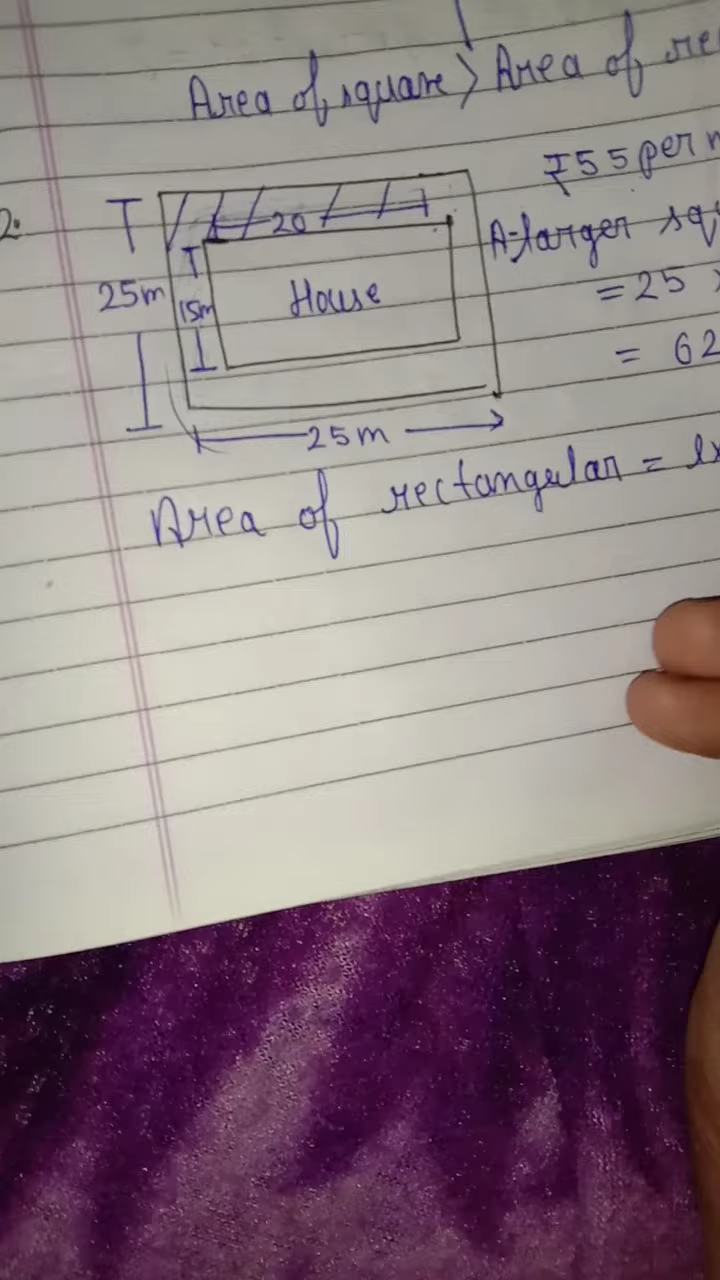 Area of square > Area of re
₹55 per
2.
T 20
25m T A-larger sq
15m House = 25 ×
= 62
25m
Area of rectangular = l×